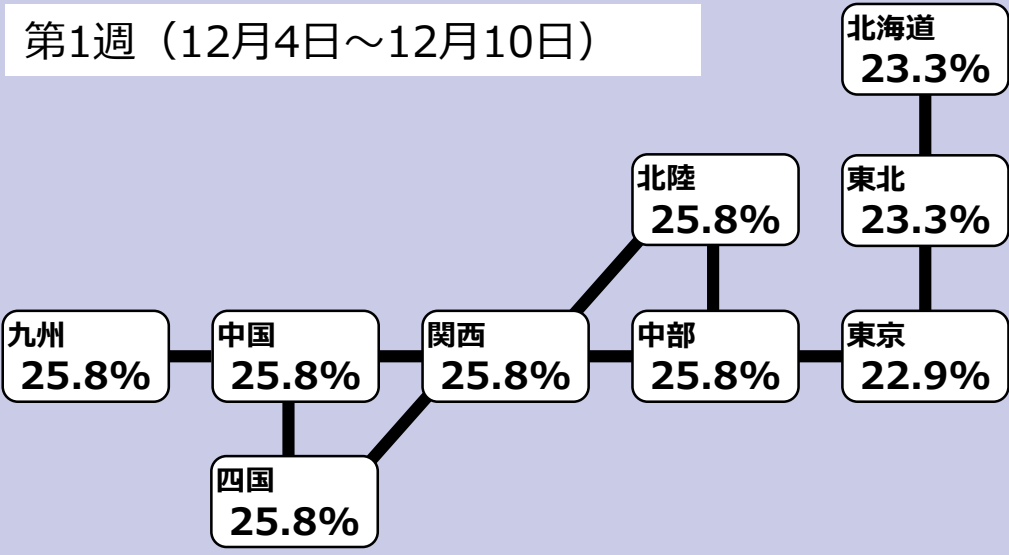 第1週（12月4日～12月10日）
北海道
23.3%
北陸
25.8%
東北
23.3%
九州
25.8%
中国
25.8%
関西
25.8%
中部
25.8%
東京
22.9%
四国
25.8%